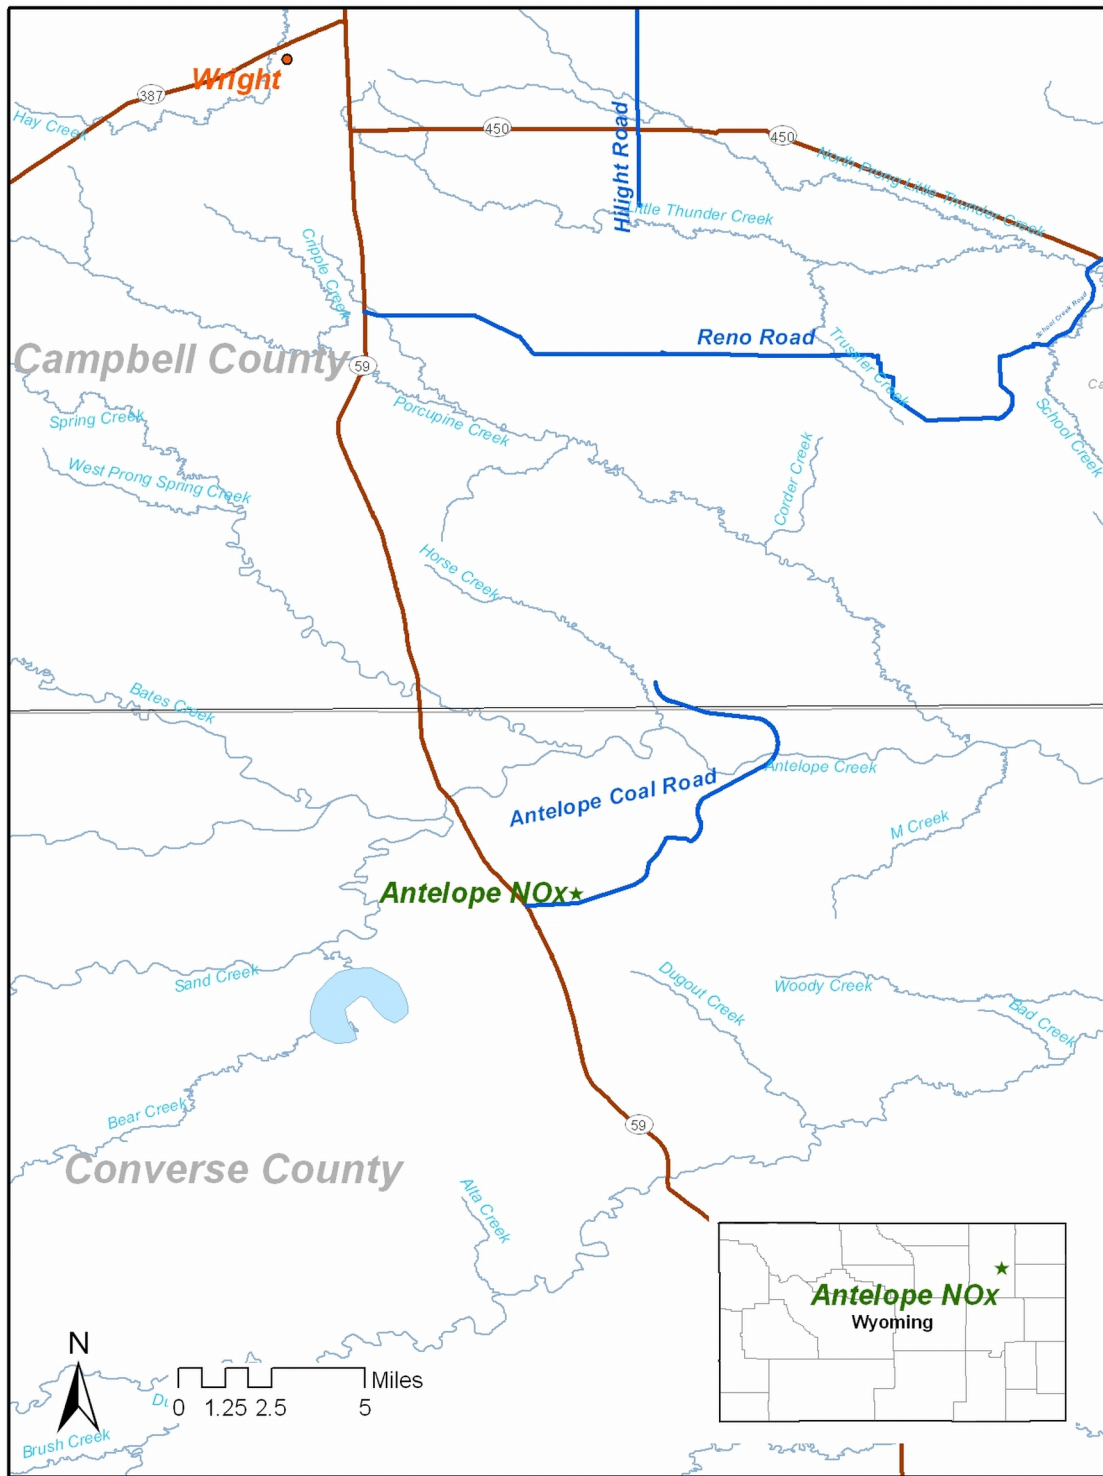 Wright
387
Hay Creek
450
450
Hilight Road
North Prong Little Thunder Creek
Little Thunder Creek
Cripple Creek
School Creek Road
Reno Road
Trussler Creek
Campbell County
59
Ca
Spring Creek
Porcupine Creek
School Creek
West Prong Spring Creek
Corder Creek
Horse Creek
Bates Creek
Antelope Creek
Antelope Coal Road
M Creek
Antelope NOx
Sand Creek
Dugout Creek
Woody Creek
Bad Creek
Bear Creek
59
Converse County
Alta Creek
Antelope NOx
Wyoming
N
Miles
0 1.25 2.5 5
Brush Creek